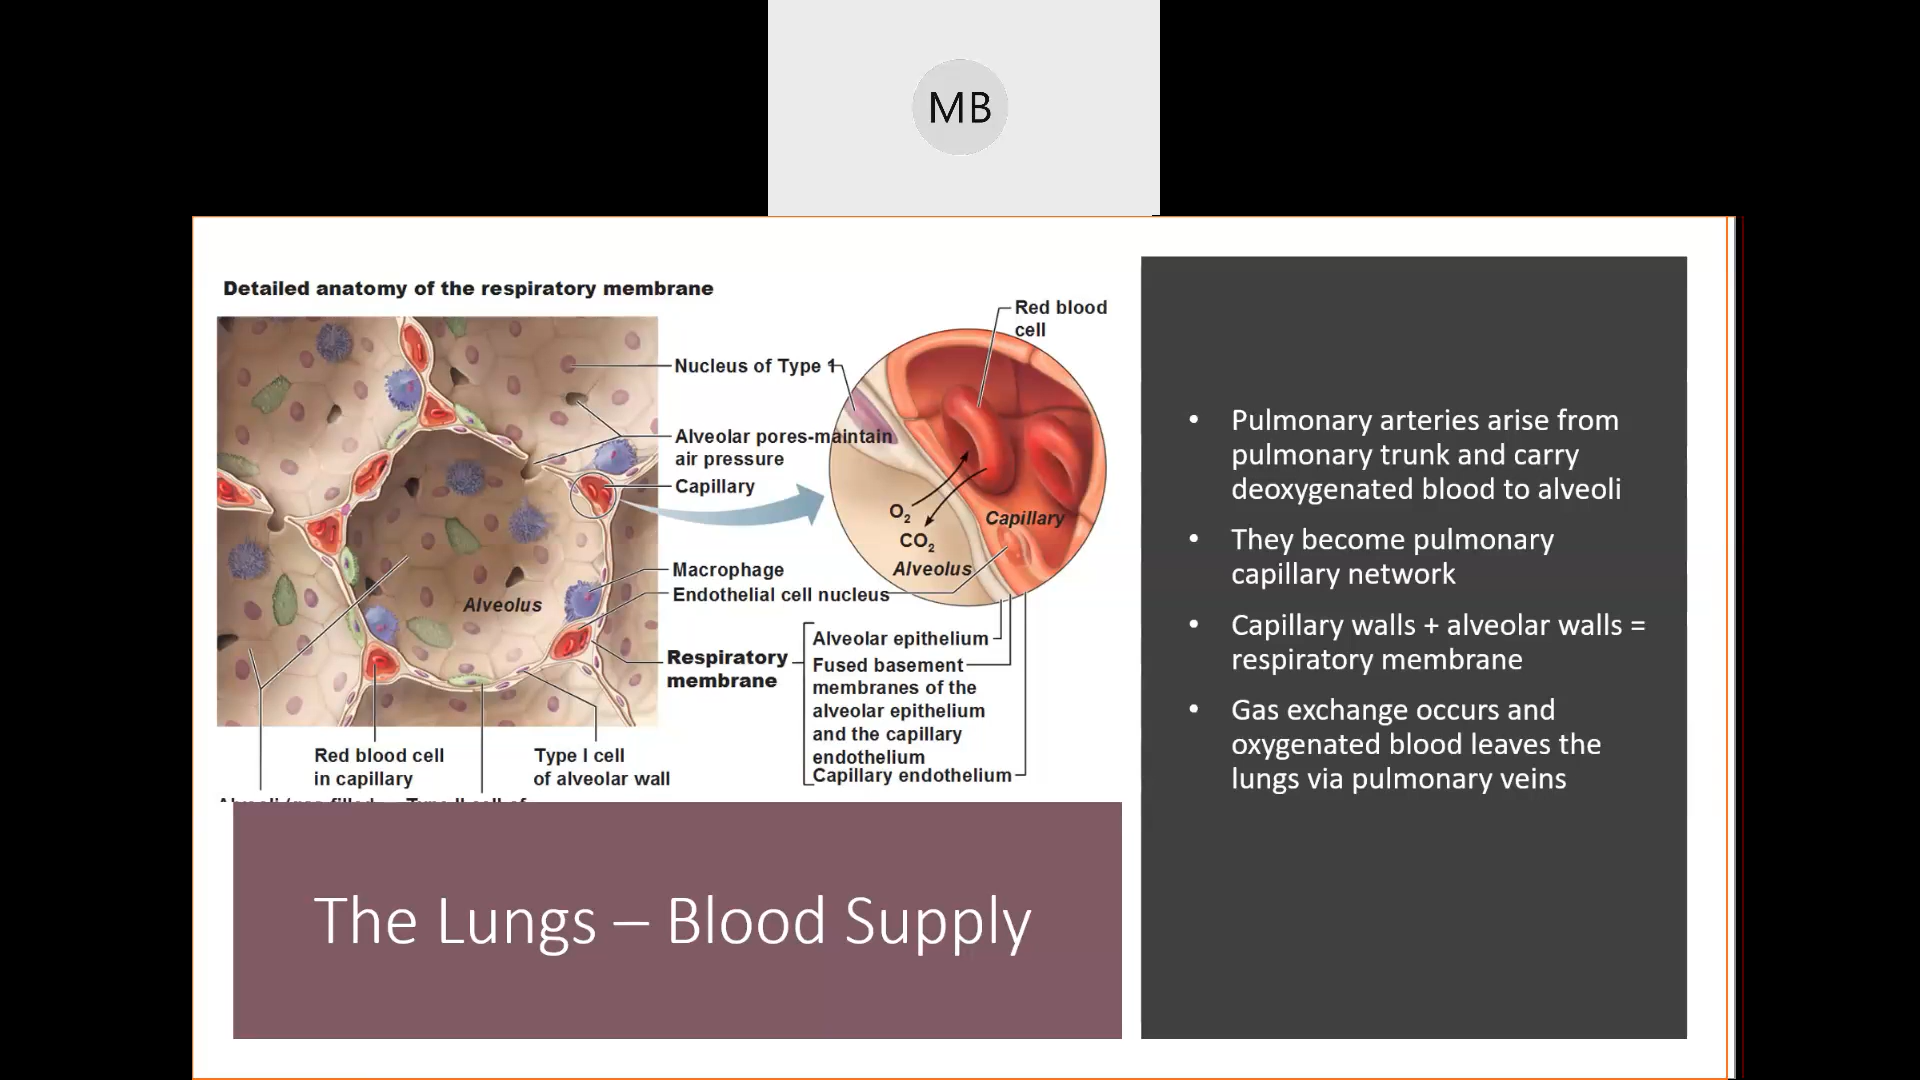 MB
Detailed anatomy of the respiratory membrane
Red blood
cell
Nucleus of Type 1
Alveolar pores-maintain
air pressure
Capillary
O2
CO2
Capillary
Alveolus
Macrophage
Endothelial cell nucleus
Alveolus
Respiratory
membrane
Alveolar epithelium
Fused basement
membranes of the
alveolar epithelium
and the capillary
endothelium
Capillary endothelium
Red blood cell
in capillary
Type I cell
of alveolar wall
The Lungs – Blood Supply
• Pulmonary arteries arise from
pulmonary trunk and carry
deoxygenated blood to alveoli
• They become pulmonary
capillary network
• Capillary walls + alveolar walls =
respiratory membrane
• Gas exchange occurs and
oxygenated blood leaves the
lungs via pulmonary veins